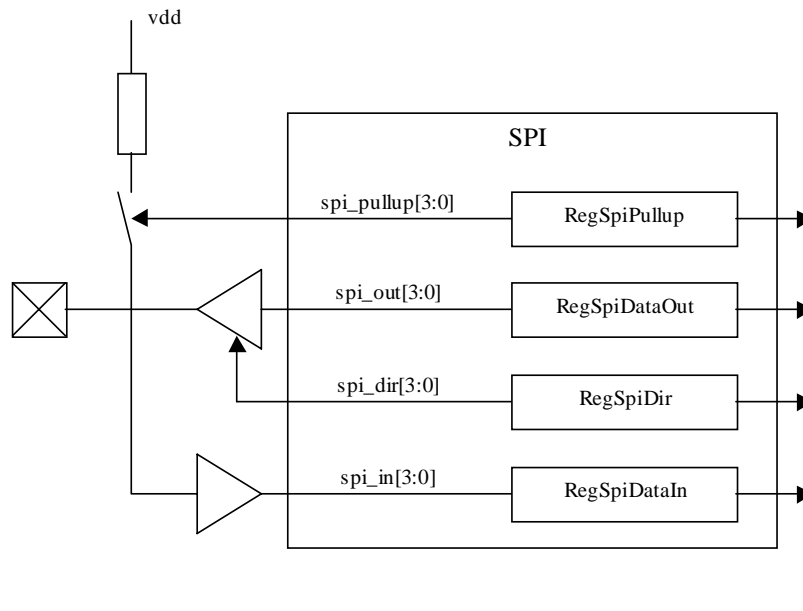 vdd
SPI
spi_pullup[3:0]
RegSpiPullup
spi_out[3:0]
RegSpiDataOut
spi_dir[3:0]
RegSpiDir
spi_in[3:0]
RegSpiDataIn